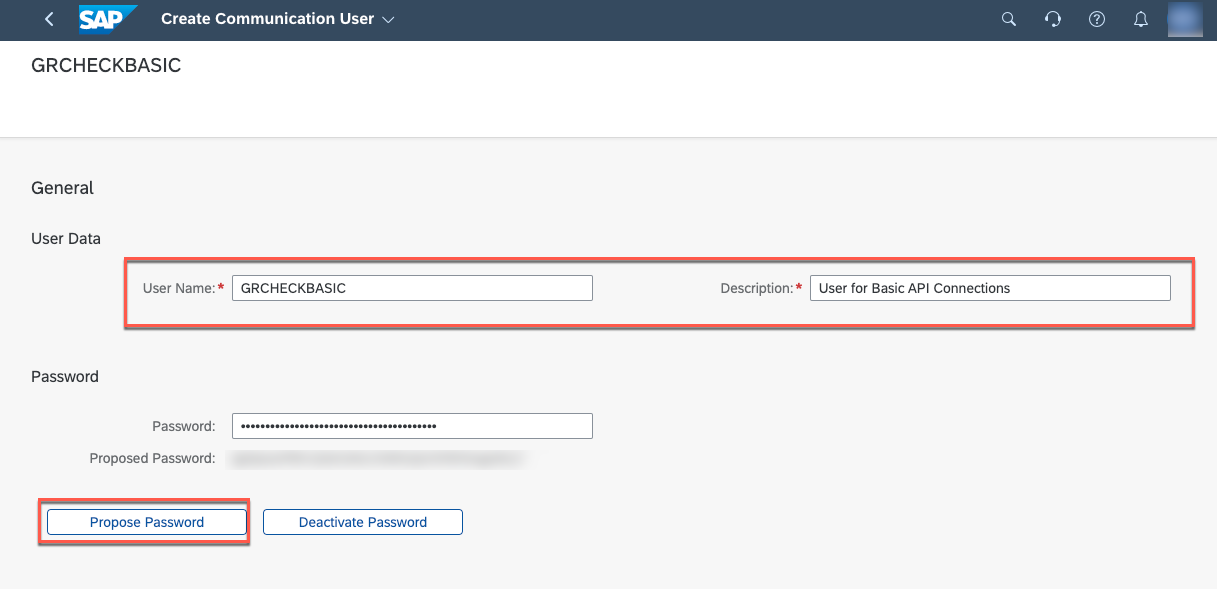 SAP Create Communication User
GRCHECKBASIC
General
User Data
User Name:* GRCHECKBASIC Description:* User for Basic API Connections
Password
Password: ••••••••••••••••••••••••••••••••••••••••
Proposed Password:
Propose Password Deactivate Password